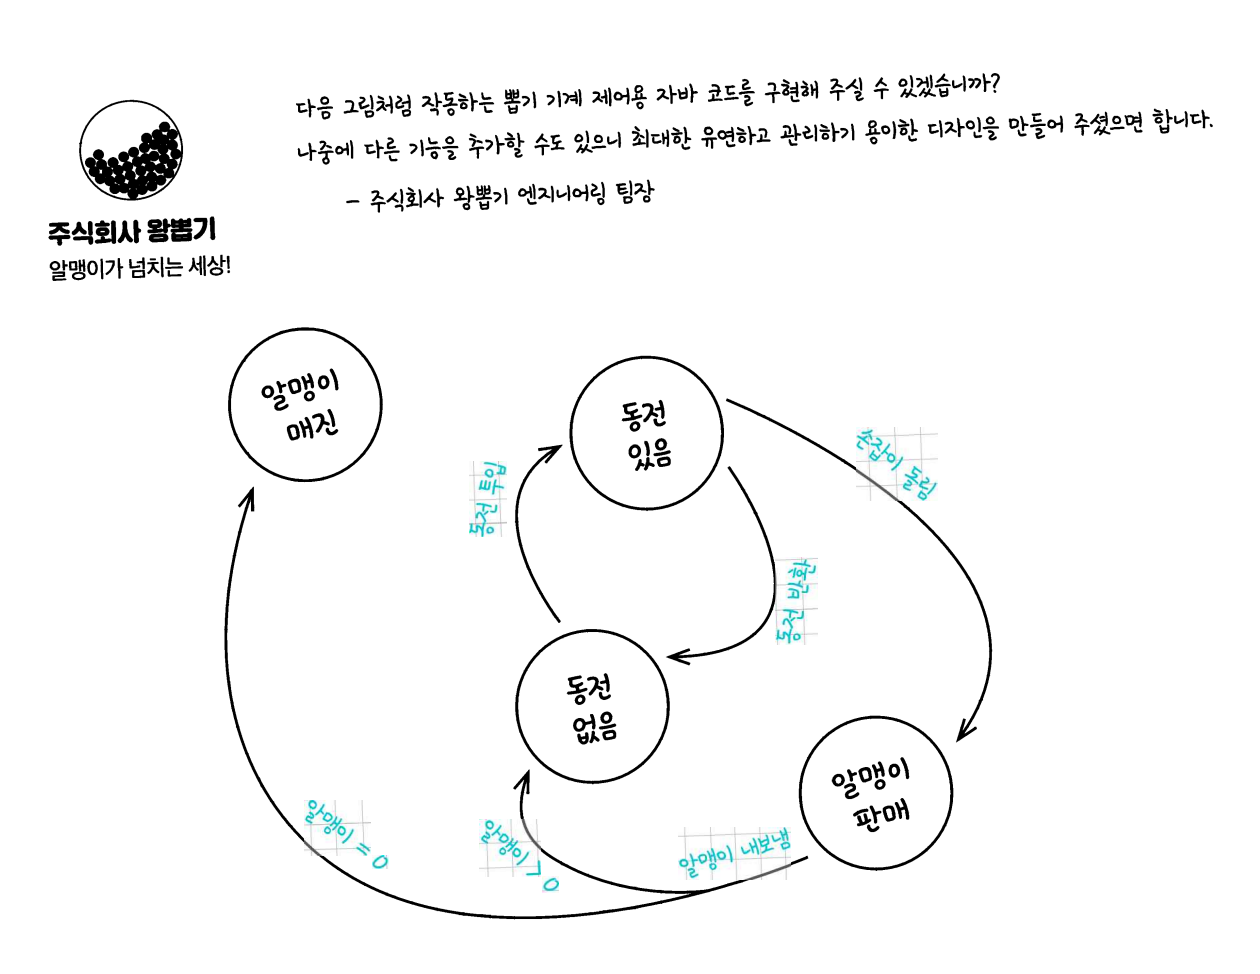 다음 그림처럼 작동하는 뽑기 기계 제어용 자바 코드를 구현해 주실 수 있겠습니까?
나중에 다른 기능을 추가할 수도 있으니 최대한 유연하고 관리하기 용이한 디자인을 만들어 주셨으면 합니다.
– 주식회사 왕뽑기 엔지니어링 팀장
주식회사 왕뽑기
알맹이가 넘치는 세상!
알맹이
매진
동전
있음
손잡이 돌림
동전 투입
동전 반환
동전
없음
알맹이
판매
알맹이 = 0
알맹이 > 0
알맹이 내보냄